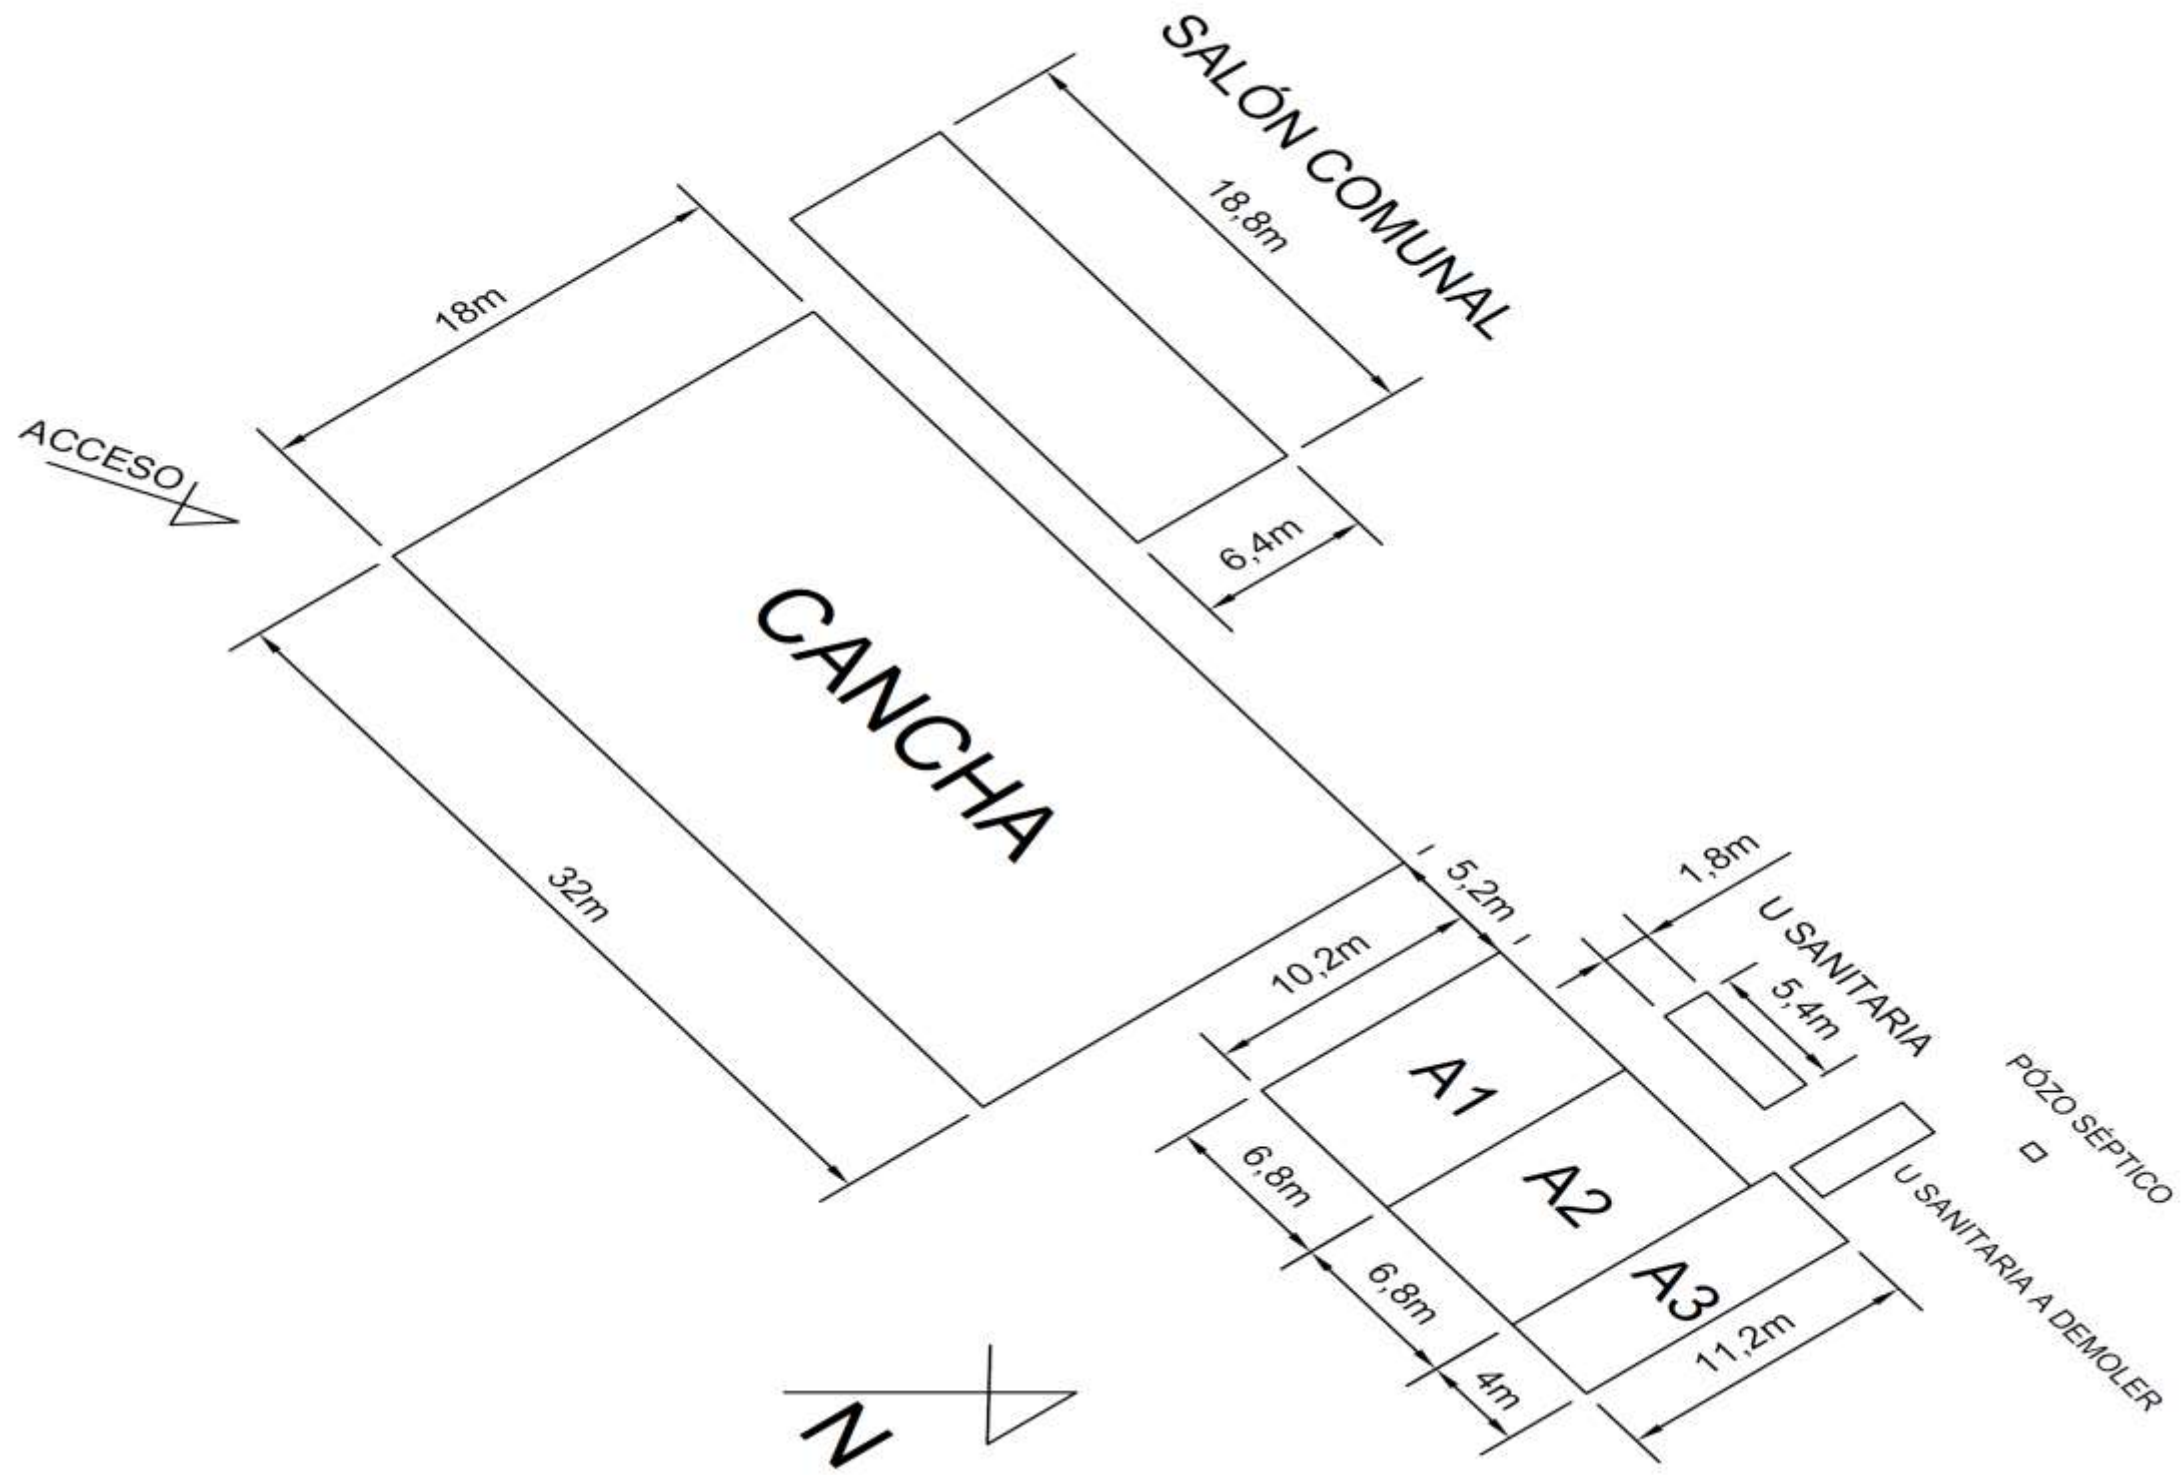 SALÓN COMUNAL
18,8m
18m
ACCESO
6,4m
CANCHA
32m
5,2m
1,8m
10,2m
U SANITARIA
5,4m
A1
PÓZO SÉPTICO
6,8m
A2
U SANITARIA A DEMOLER
6,8m
A3
11,2m
4m
N